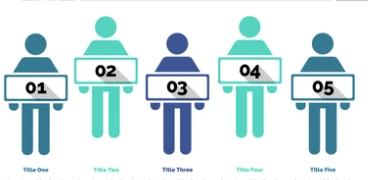 01
02
03
04
05
Title One
Title Two
Title Three
Title Four
Title Five